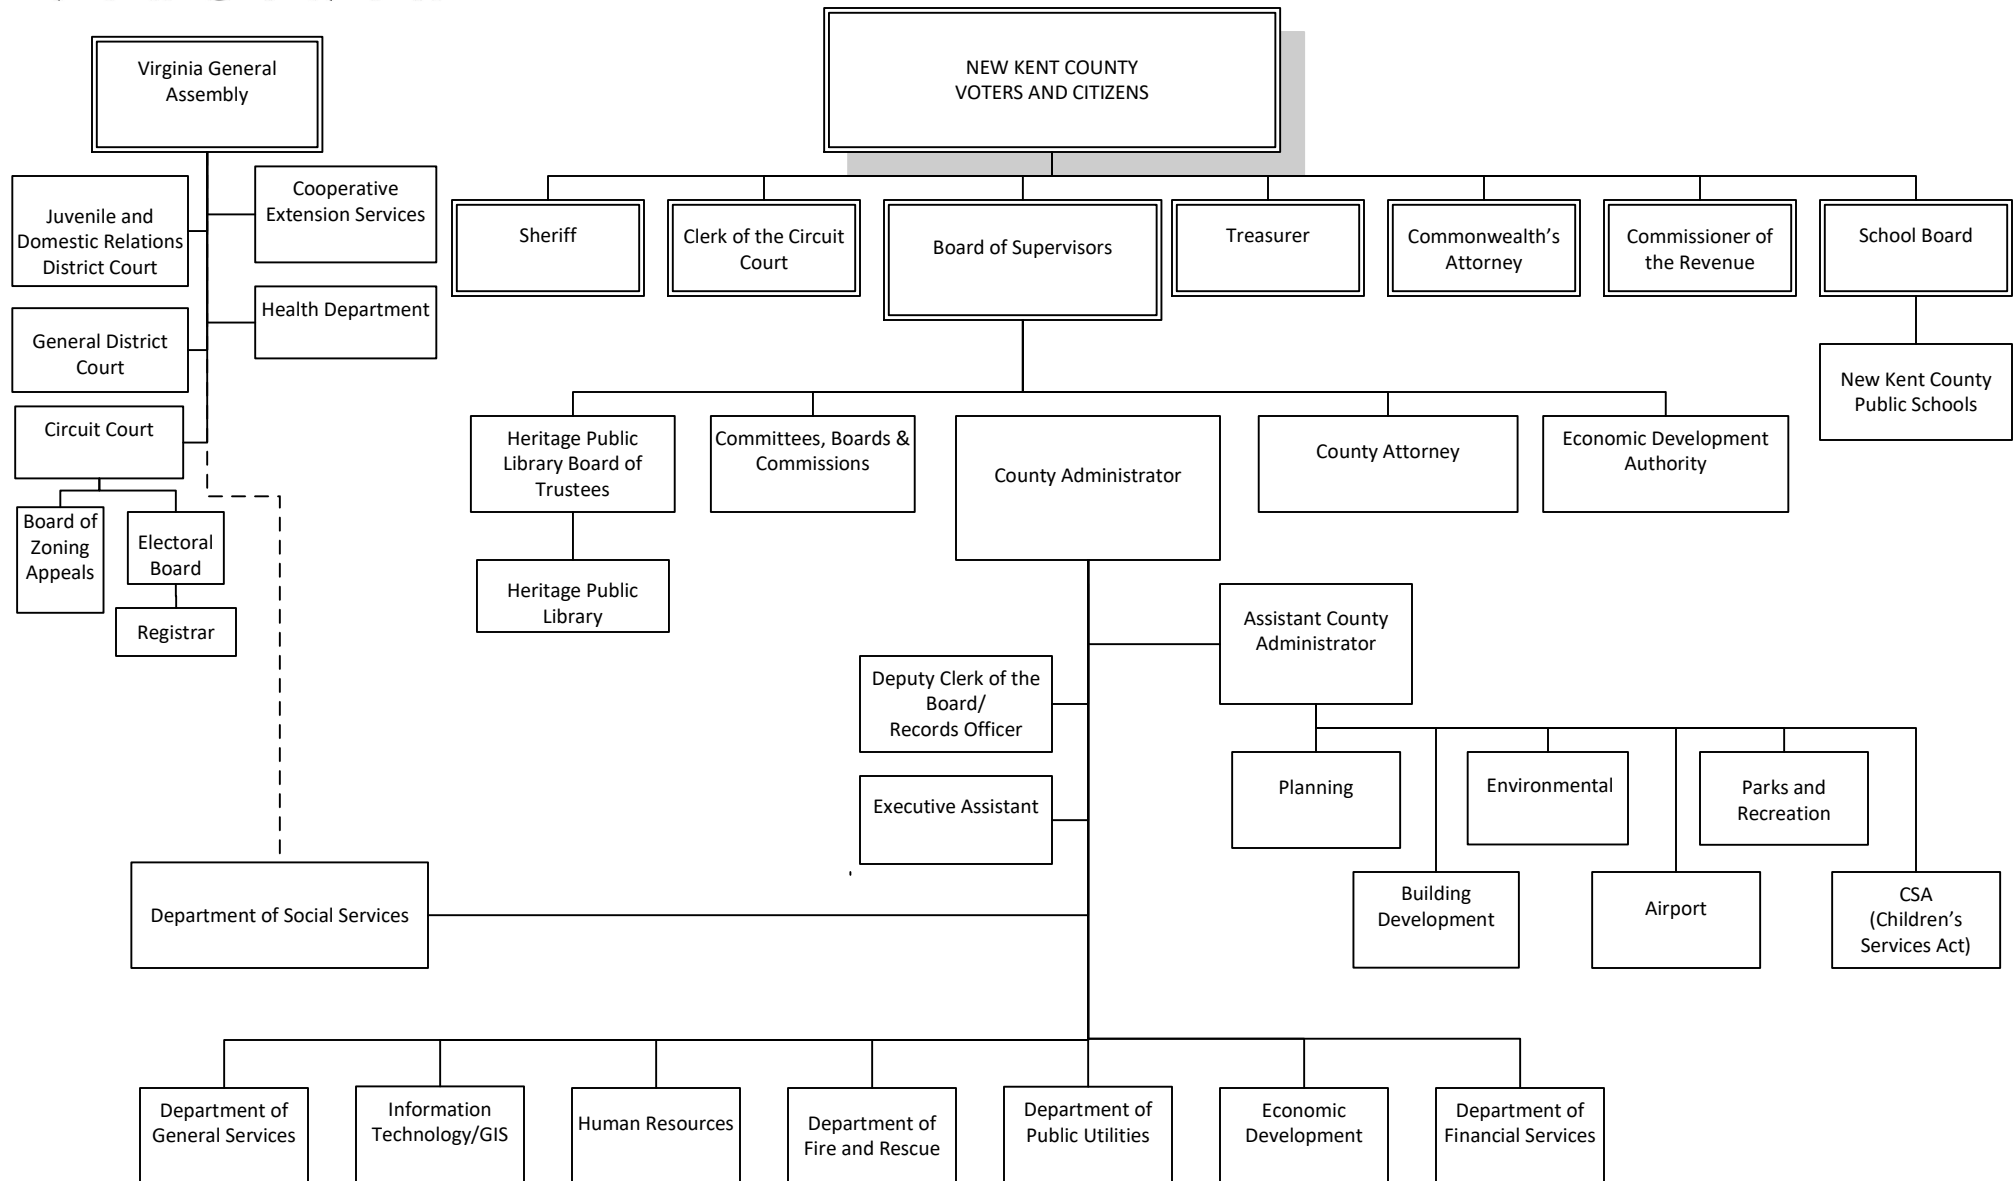 Virginia General
Assembly
NEW KENT COUNTY
VOTERS AND CITIZENS
Juvenile and
Domestic Relations
District Court
Cooperative
Extension Services
General District
Court
Health Department
Circuit Court
Board of
Zoning
Appeals
Electoral
Board
Registrar
Sheriff
Clerk of the Circuit
Court
Board of Supervisors
Treasurer
Commonwealth’s
Attorney
Commissioner of
the Revenue
School Board
New Kent County
Public Schools
Heritage Public
Library Board of
Trustees
Committees, Boards &
Commissions
County Administrator
County Attorney
Economic Development
Authority
Heritage Public
Library
Assistant County
Administrator
Deputy Clerk of the
Board/
Records Officer
Executive Assistant
Planning
Environmental
Parks and
Recreation
Building
Development
Airport
CSA
(Children’s
Services Act)
Department of Social Services
Department of
General Services
Information
Technology/GIS
Human Resources
Department of
Fire and Rescue
Department of
Public Utilities
Economic
Development
Department of
Financial Services